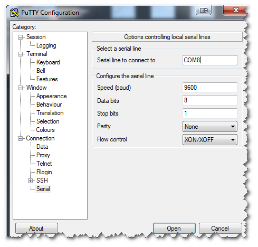 PuTTY Configuration
Category:
Session
Logging
Terminal
Keyboard
Bell
Features
Window
Appearance
Behaviour
Translation
Selection
Colours
Connection
Data
Proxy
Telnet
Rlogin
SSH
Serial
Options controlling local serial lines
Select a serial line
Serial line to connect to COM8
Configure the serial line
Speed (baud) 9600
Data bits 8
Stop bits 1
Parity None
Flow control XON/XOFF
About Open Cancel